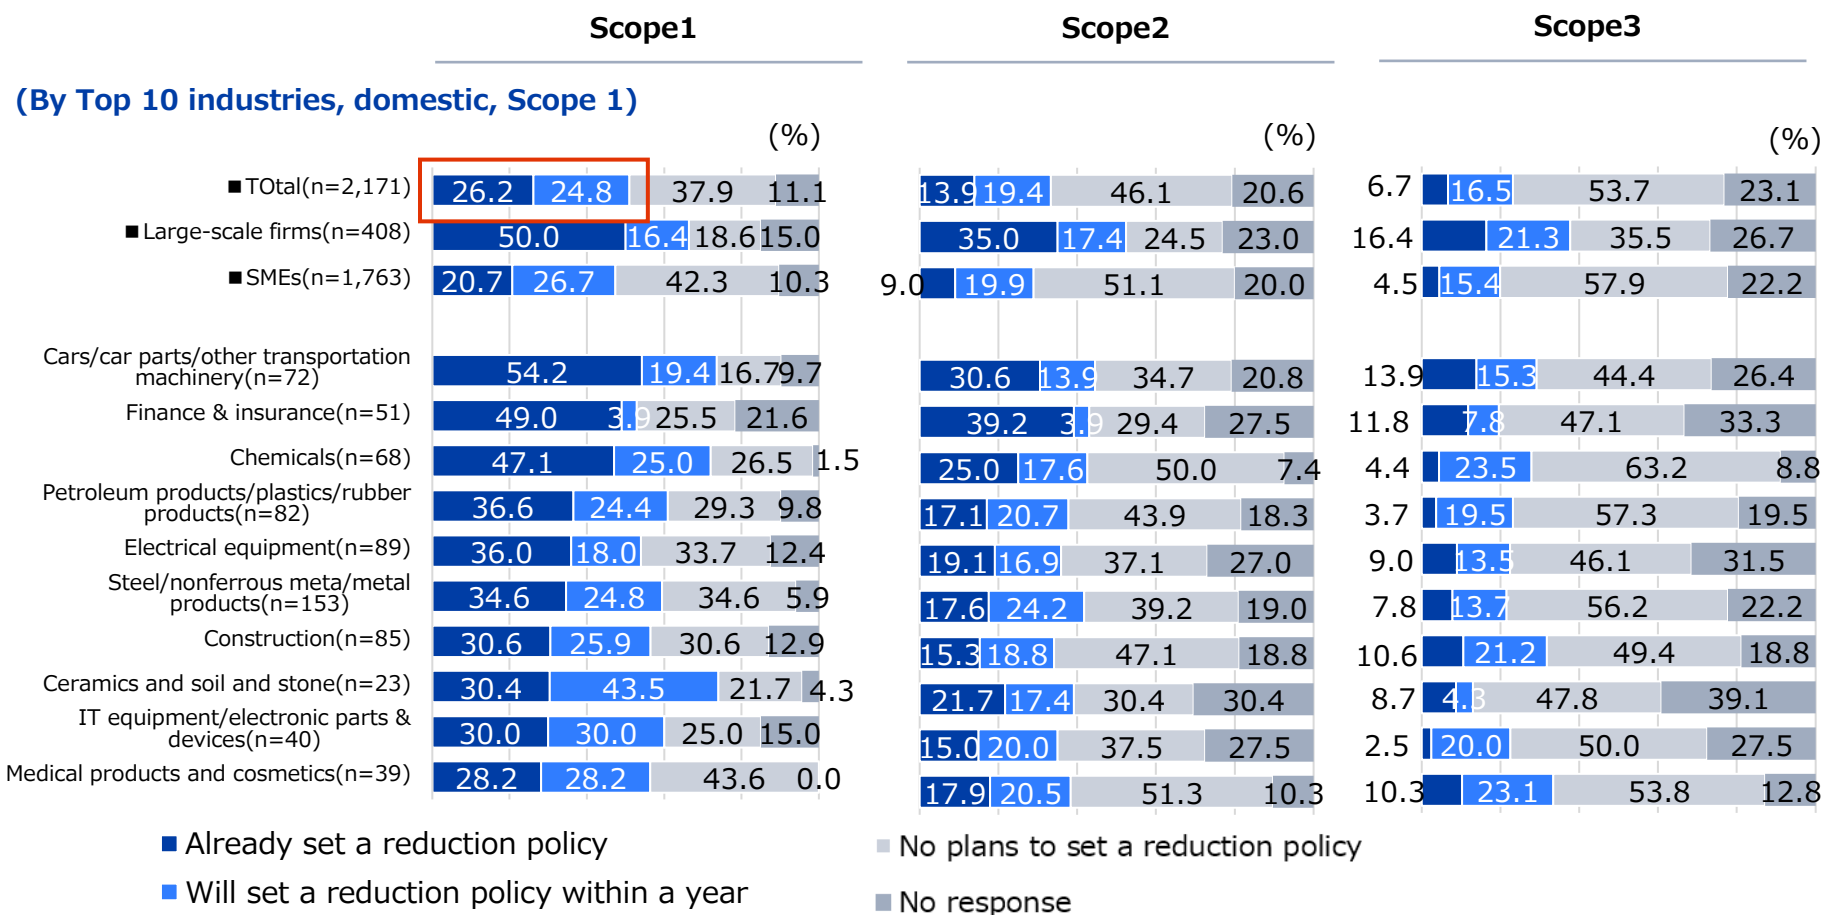 Scope1
Scope2
Scope3
(By Top 10 industries, domestic, Scope 1)
(%)
(%)
(%)
■ TOtal(n=2,171)
26.2 24.8 37.9 11.1
13.9 19.4 46.1 20.6
6.7 16.5 53.7 23.1
■ Large-scale firms(n=408)
50.0 16.4 18.6 15.0
35.0 17.4 24.5 23.0
16.4 21.3 35.5 26.7
■ SMEs(n=1,763)
20.7 26.7 42.3 10.3
9.0 19.9 51.1 20.0
4.5 15.4 57.9 22.2
Cars/car parts/other transportation
machinery(n=72)
54.2 19.4 16.7 9.7
30.6 13.9 34.7 20.8
13.9 15.3 44.4 26.4
Finance & insurance(n=51)
49.0 3.9 25.5 21.6
39.2 3.9 29.4 27.5
11.8 7.8 47.1 33.3
Chemicals(n=68)
47.1 25.0 26.5 1.5
25.0 17.6 50.0 7.4
4.4 23.5 63.2 8.8
Petroleum products/plastics/rubber
products(n=82)
36.6 24.4 29.3 9.8
17.1 20.7 43.9 18.3
3.7 19.5 57.3 19.5
Electrical equipment(n=89)
36.0 18.0 33.7 12.4
19.1 16.9 37.1 27.0
9.0 13.5 46.1 31.5
Steel/nonferrous meta/metal
products(n=153)
34.6 24.8 34.6 5.9
17.6 24.2 39.2 19.0
7.8 13.7 56.2 22.2
Construction(n=85)
30.6 25.9 30.6 12.9
15.3 18.8 47.1 18.8
10.6 21.2 49.4 18.8
Ceramics and soil and stone(n=23)
30.4 43.5 21.7 4.3
21.7 17.4 30.4 30.4
8.7 4.3 47.8 39.1
IT equipment/electronic parts &
devices(n=40)
30.0 30.0 25.0 15.0
15.0 20.0 37.5 27.5
2.5 20.0 50.0 27.5
Medical products and cosmetics(n=39)
28.2 28.2 43.6 0.0
17.9 20.5 51.3 10.3
10.3 23.1 53.8 12.8
Already set a reduction policy
No plans to set a reduction policy
Will set a reduction policy within a year
No response